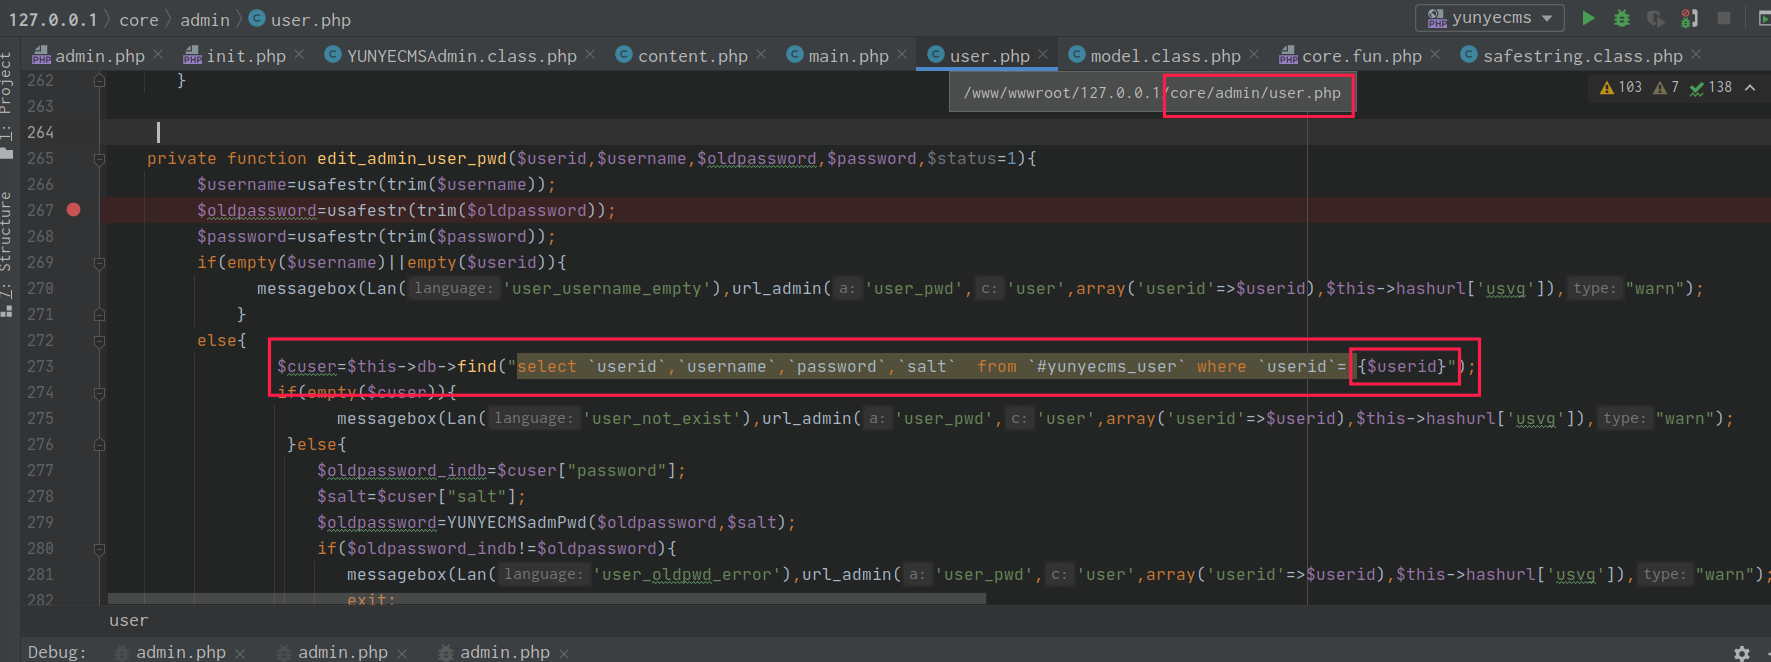 127.0.0.1 core admin user.php yunyecms
admin.php init.php YUNYECMSAdmin.class.php content.php main.php user.php model.class.php core.fun.php safestring.class.php
1: Project
7: Structure
/www/wwwroot/127.0.0.1/core/admin/user.php
103 7 138
262 }
263
264
265 private function edit_admin_user_pwd($userid,$username,$oldpassword,$password,$status=1){
266 $username=usafestr(trim($username));
267 $oldpassword=usafestr(trim($oldpassword));
268 $password=usafestr(trim($password));
269 if(empty($username)||empty($userid)){
270 messagebox(Lan( language: 'user_username_empty'),url_admin( a: 'user_pwd', c: 'user',array('userid'=>$userid),$this->hashurl['usvg']), type: "warn");
271 }
272 else{
273 $cuser=$this->db->find("select `userid`,`username`,`password`,`salt`  from `#yunyecms_user` where `userid`= {$userid}");
274 if(empty($cuser)){
275 messagebox(Lan( language: 'user_not_exist'),url_admin( a: 'user_pwd', c: 'user',array('userid'=>$userid),$this->hashurl['usvg']), type: "warn");
276 }else{
277 $oldpassword_indb=$cuser["password"];
278 $salt=$cuser["salt"];
279 $oldpassword=YUNYECMSadmPwd($oldpassword,$salt);
280 if($oldpassword_indb!=$oldpassword){
281 messagebox(Lan( language: 'user_oldpwd_error'),url_admin( a: 'user_pwd', c: 'user',array('userid'=>$userid),$this->hashurl['usvg']), type: "warn");
282 exit;
user
Debug: admin.php admin.php admin.php